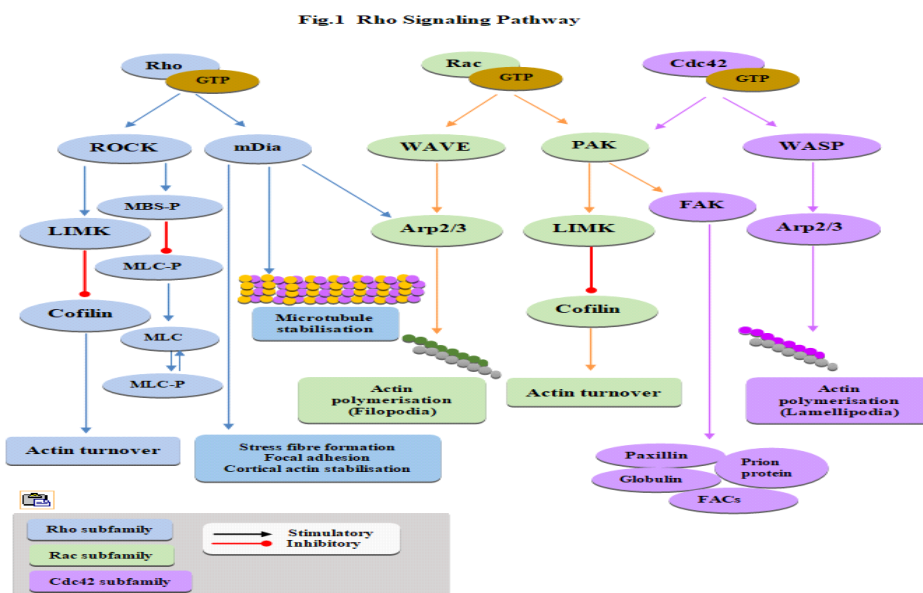 Fig.1 Rho Signaling Pathway
Rho
GTP
Rac
GTP
Cdc42
GTP
ROCK
mDia
WAVE
PAK
WASP
MBS-P
FAK
LIMK
Arp2/3
LIMK
Arp2/3
MLC-P
Cofilin
Microtubule
stabilisation
Cofilin
MLC
MLC-P
Actin
polymerisation
(Filopodia)
Actin turnover
Actin
polymerisation
(Lamellipodia)
Actin turnover
Stress fibre formation
Focal adhesion
Cortical actin stabilisation
Paxillin
Prion
protein
Globulin
FACs
Rho subfamily
Stimulatory
Inhibitory
Rac subfamily
Cdc42 subfamily